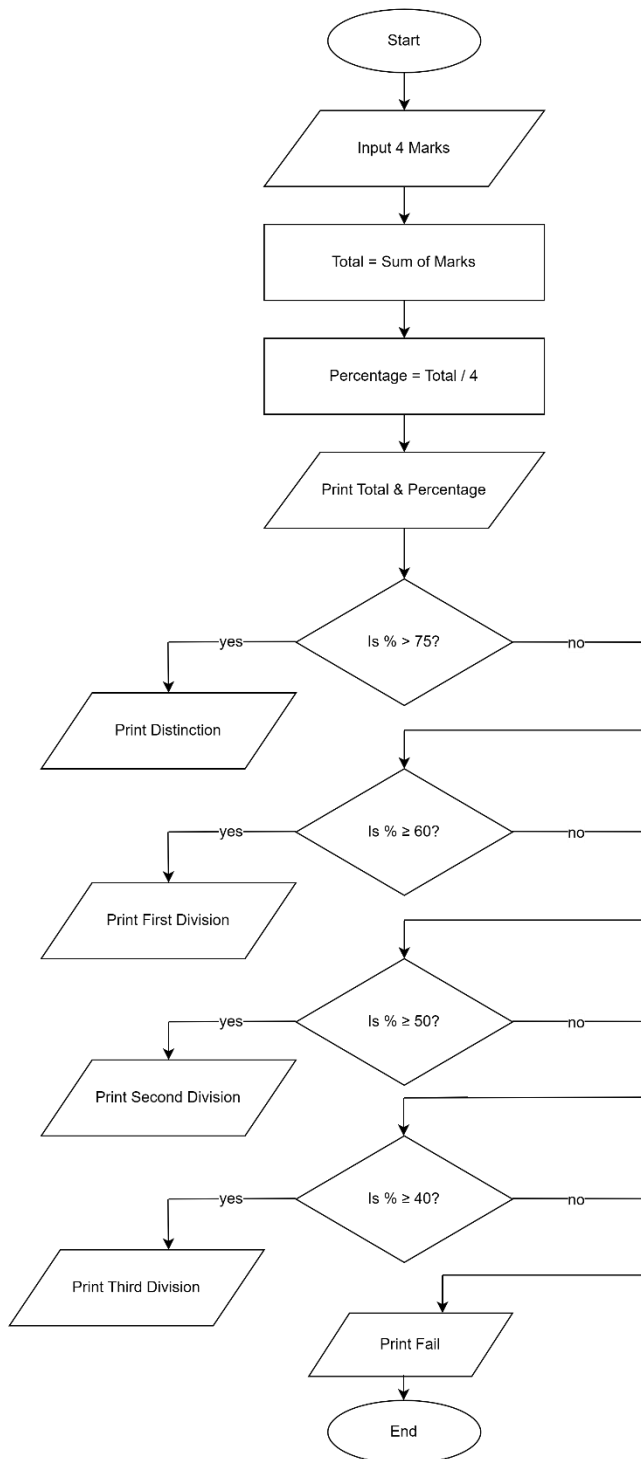 Start
Input 4 Marks
Total = Sum of Marks
Percentage = Total / 4
Print Total & Percentage
Is % > 75?
yes
no
Print Distinction
Is % ≥ 60?
yes
no
Print First Division
Is % ≥ 50?
yes
no
Print Second Division
Is % ≥ 40?
yes
no
Print Third Division
Print Fail
End